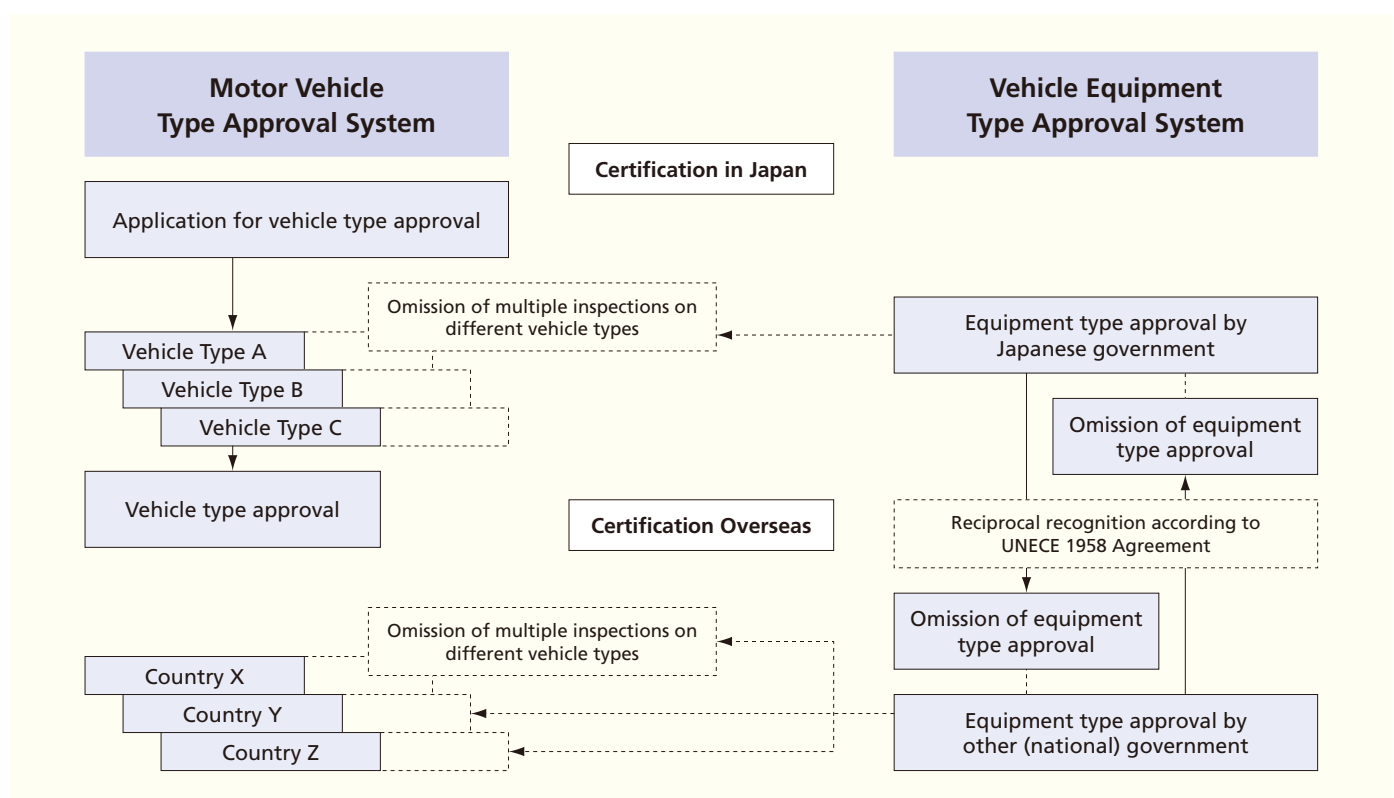 Motor Vehicle
Type Approval System
Vehicle Equipment
Type Approval System
Certification in Japan
Application for vehicle type approval
Omission of multiple inspections on
different vehicle types
Equipment type approval by
Japanese government
Vehicle Type A
Vehicle Type B
Vehicle Type C
Omission of equipment
type approval
Vehicle type approval
Certification Overseas
Reciprocal recognition according to
UNECE 1958 Agreement
Omission of equipment
type approval
Omission of multiple inspections on
different vehicle types
Country X
Country Y
Country Z
Equipment type approval by
other (national) government